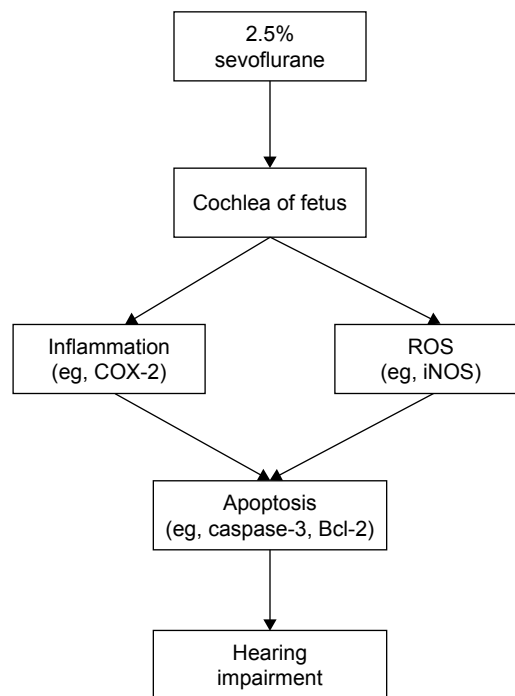 2.5%
sevoflurane
Cochlea of fetus
Inflammation
(eg, COX-2)
ROS
(eg, iNOS)
Apoptosis
(eg, caspase-3, Bcl-2)
Hearing
impairment